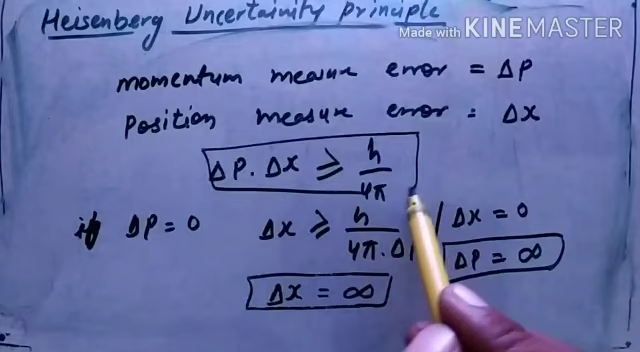 Heisenberg Uncertainity principle
Made with KINEMASTER
momentum measure error = ΔP
Position measure error = Δx
ΔP. Δx ≥ h/4π
if ΔP = 0 Δx ≥ h/4π. / Δx = 0
ΔP = ∞
Δx = ∞